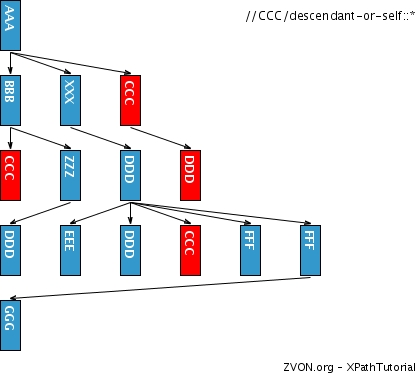 //CCC/descendant-or-self::*
AAA
BBB
XXX
CCC
CCC
ZZZ
DDD
DDD
DDD
EEE
DDD
CCC
FFF
FFF
GGG
ZVON.org - XPathTutorial